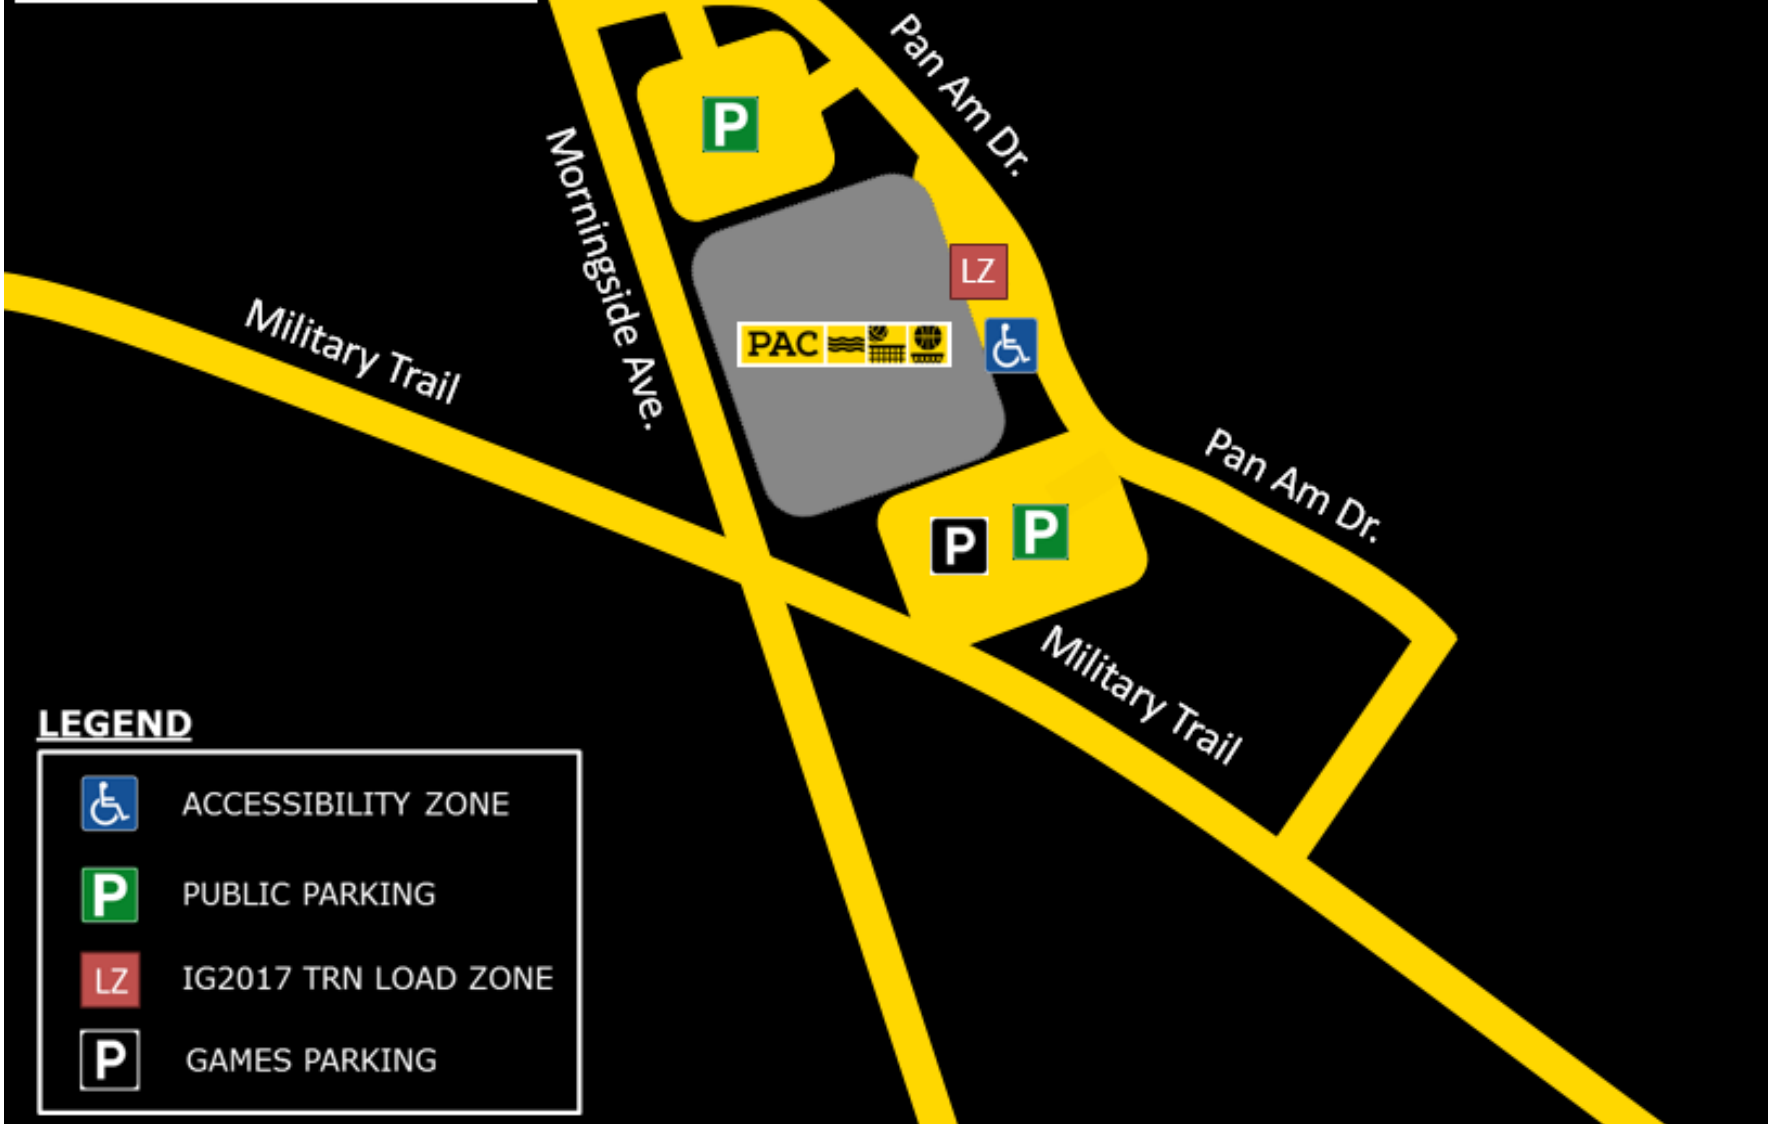 Pan Am Dr.
P
Morningside Ave.
LZ
Military Trail
PAC
Pan Am Dr.
P
P
Military Trail
LEGEND
ACCESSIBILITY ZONE
P PUBLIC PARKING
LZ IG2017 TRN LOAD ZONE
P GAMES PARKING